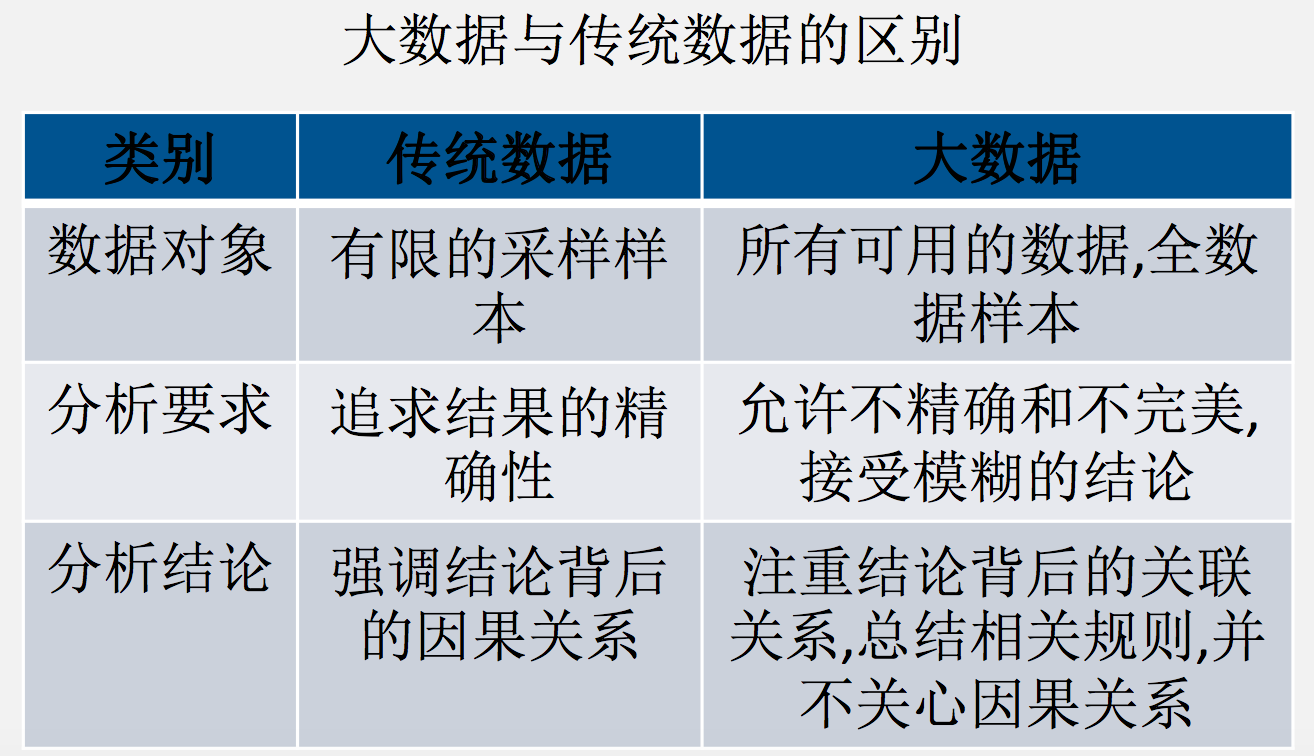 大数据与传统数据的区别
类别 传统数据 大数据
数据对象
有限的采样样
本
所有可用的数据,全数
据样本
分析要求
追求结果的精
确性
允许不精确和不完美,
接受模糊的结论
分析结论
强调结论背后
的因果关系
注重结论背后的关联
关系,总结相关规则,并
不关心因果关系